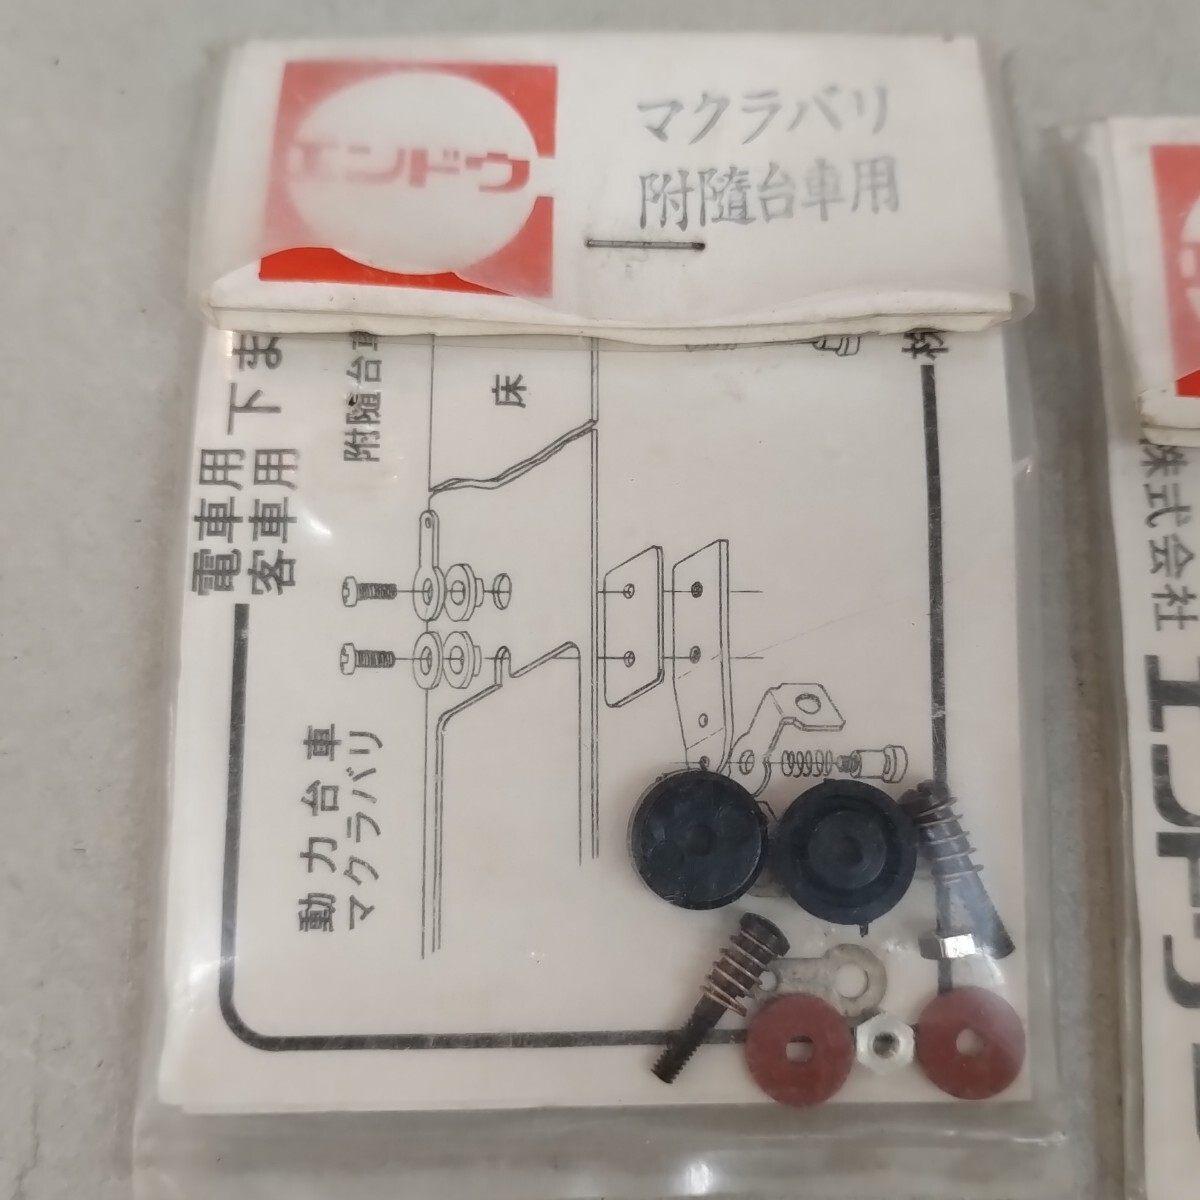 エンドウ
マクラバリ
附隨台車用
電車用 下ま
客車用
附隨台車
床
動力台車
マクラバリ
株式会社 エンドウ